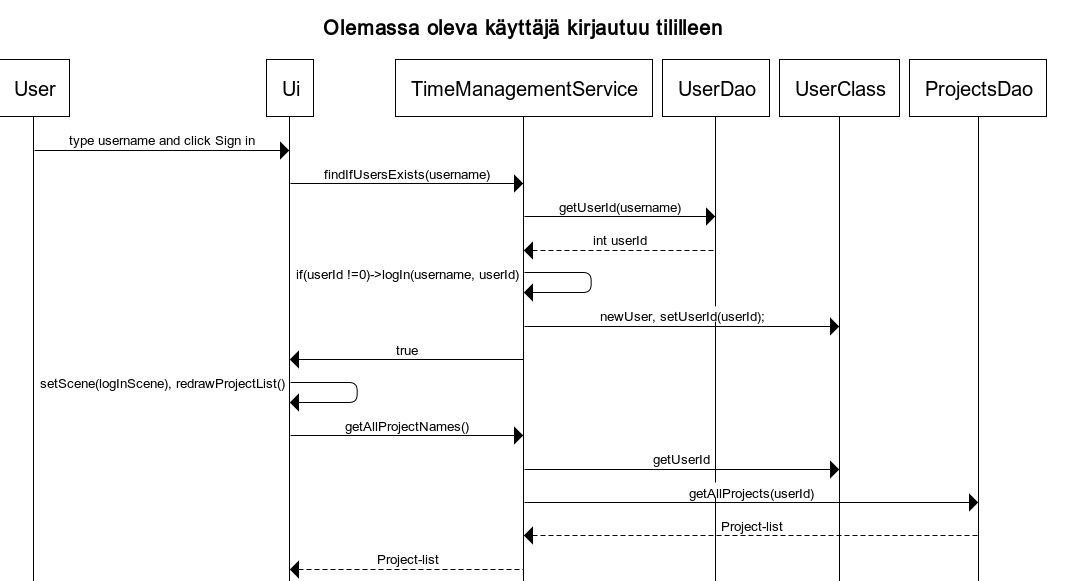 Olemassa oleva käyttäjä kirjautuu tililleen
User
Ui
TimeManagementService
UserDao
UserClass
ProjectsDao
type username and click Sign in
findIfUsersExists(username)
getUserId(username)
int userId
if(userId !=0)->logIn(username, userId)
newUser, setUserId(userId);
true
setScene(logInScene), redrawProjectList()
getAllProjectNames()
getUserId
getAllProjects(userId)
Project-list
Project-list